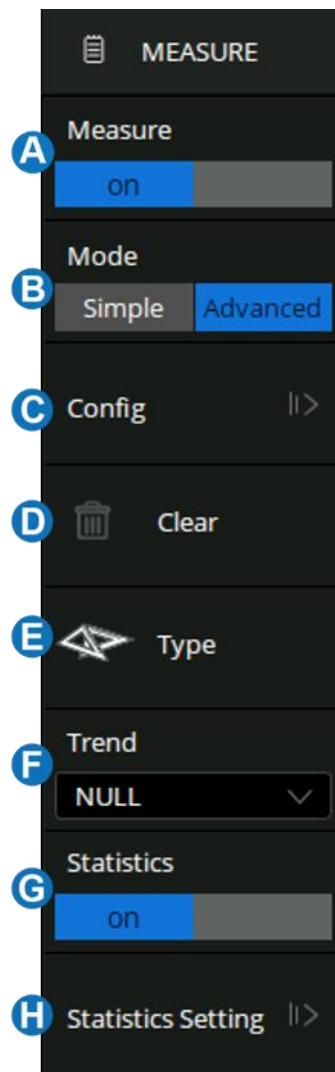 MEASURE
Measure
A
on
Mode
B
Simple Advanced
C Config
D Clear
E Type
Trend
F
NULL
Statistics
G
on
H Statistics Setting